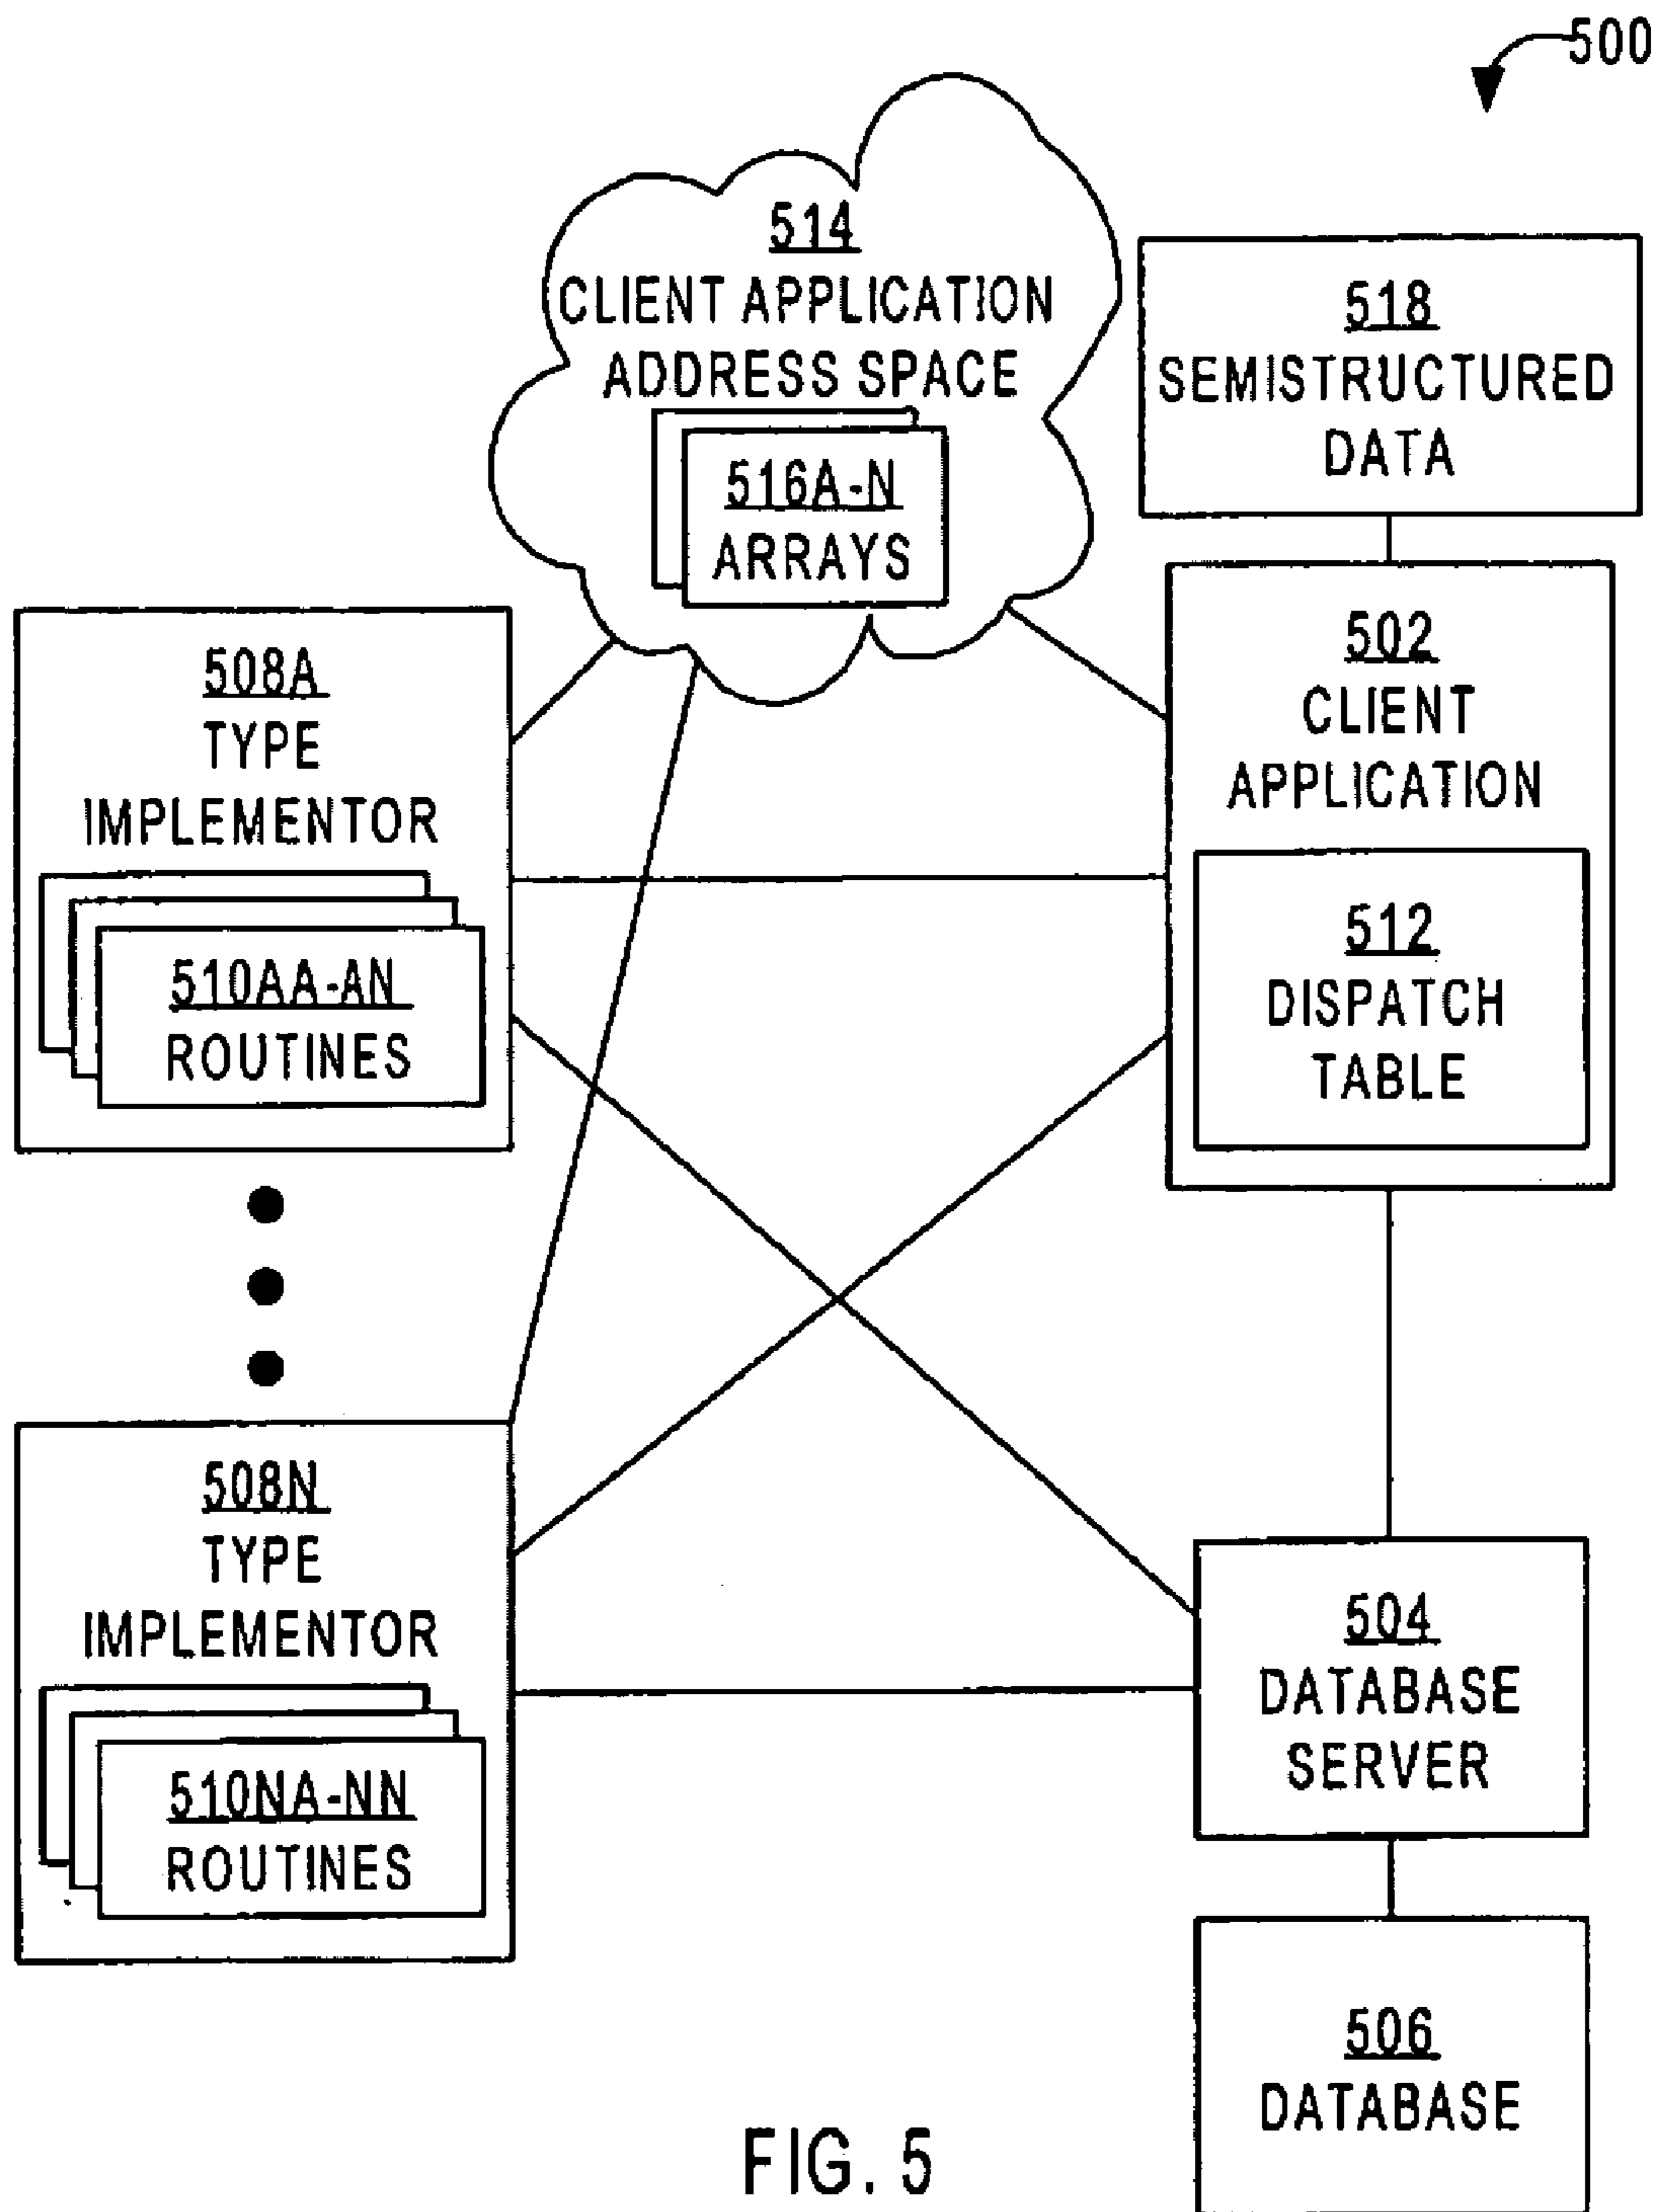 500
514
CLIENT APPLICATION
ADDRESS SPACE
516A-N
ARRAYS
518
SEMISTRUCTURED
DATA
502
CLIENT
APPLICATION
512
DISPATCH
TABLE
508A
TYPE
IMPLEMENTOR
510AA-AN
ROUTINES
508N
TYPE
IMPLEMENTOR
510NA-NN
ROUTINES
504
DATABASE
SERVER
506
DATABASE
FIG. 5